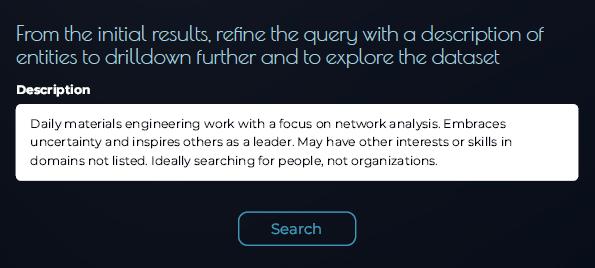 From the initial results, refine the query with a description of
entities to drilldown further and to explore the dataset
Description
Daily materials engineering work with a focus on network analysis. Embraces
uncertainty and inspires others as a leader. May have other interests or skills in
domains not listed. Ideally searching for people, not organizations.
Search